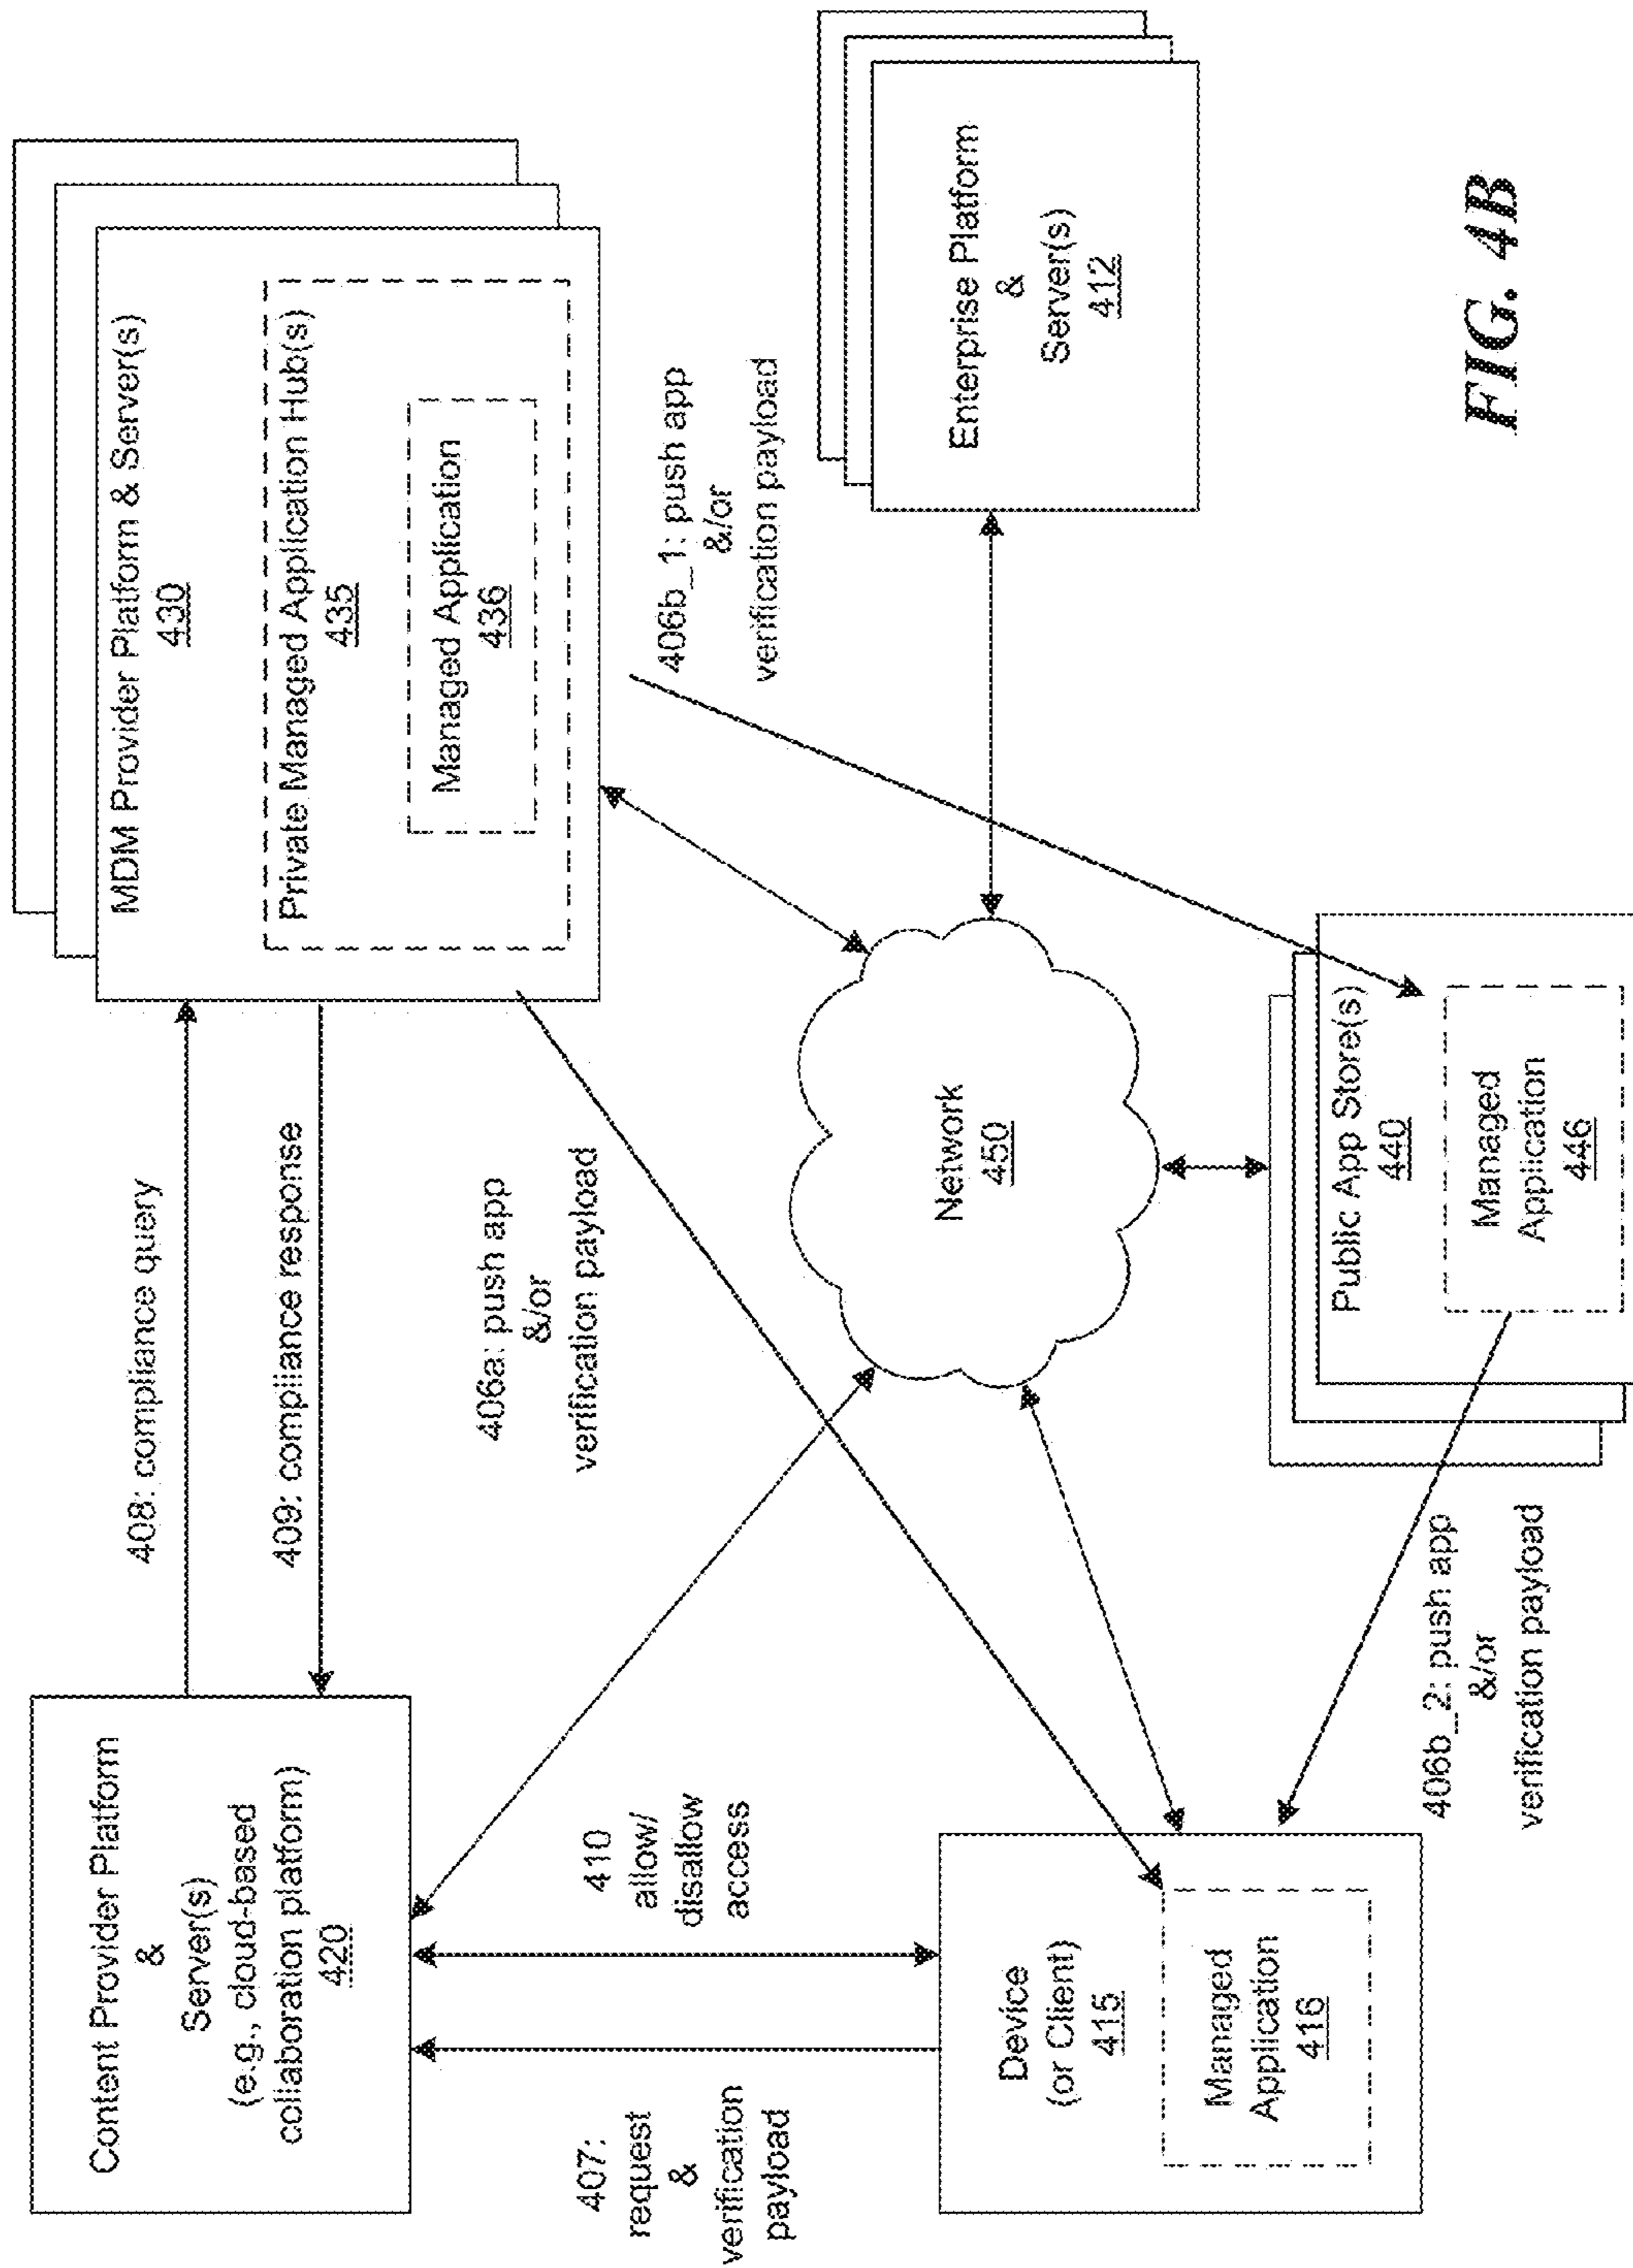 Content Provider Platform
&
Server(s)
(e.g., cloud-based
collaboration platform)
420
408: compliance query
409: compliance response
MDM Provider Platform & Server(s)
430
Private Managed Application Hub(s)
435
Managed Application
436
407:
request
&
verification
payload
410
allow/
disallow
access
406a: push app
&/or
verification payload
406b_1: push app
&/or
verification payload
Network
450
Device
(or Client)
415
Managed
Application
416
406b_2: push app
&/or
verification payload
Public App Store(s)
440
Managed
Application
446
Enterprise Platform
&
Server(s)
412
FIG. 4B